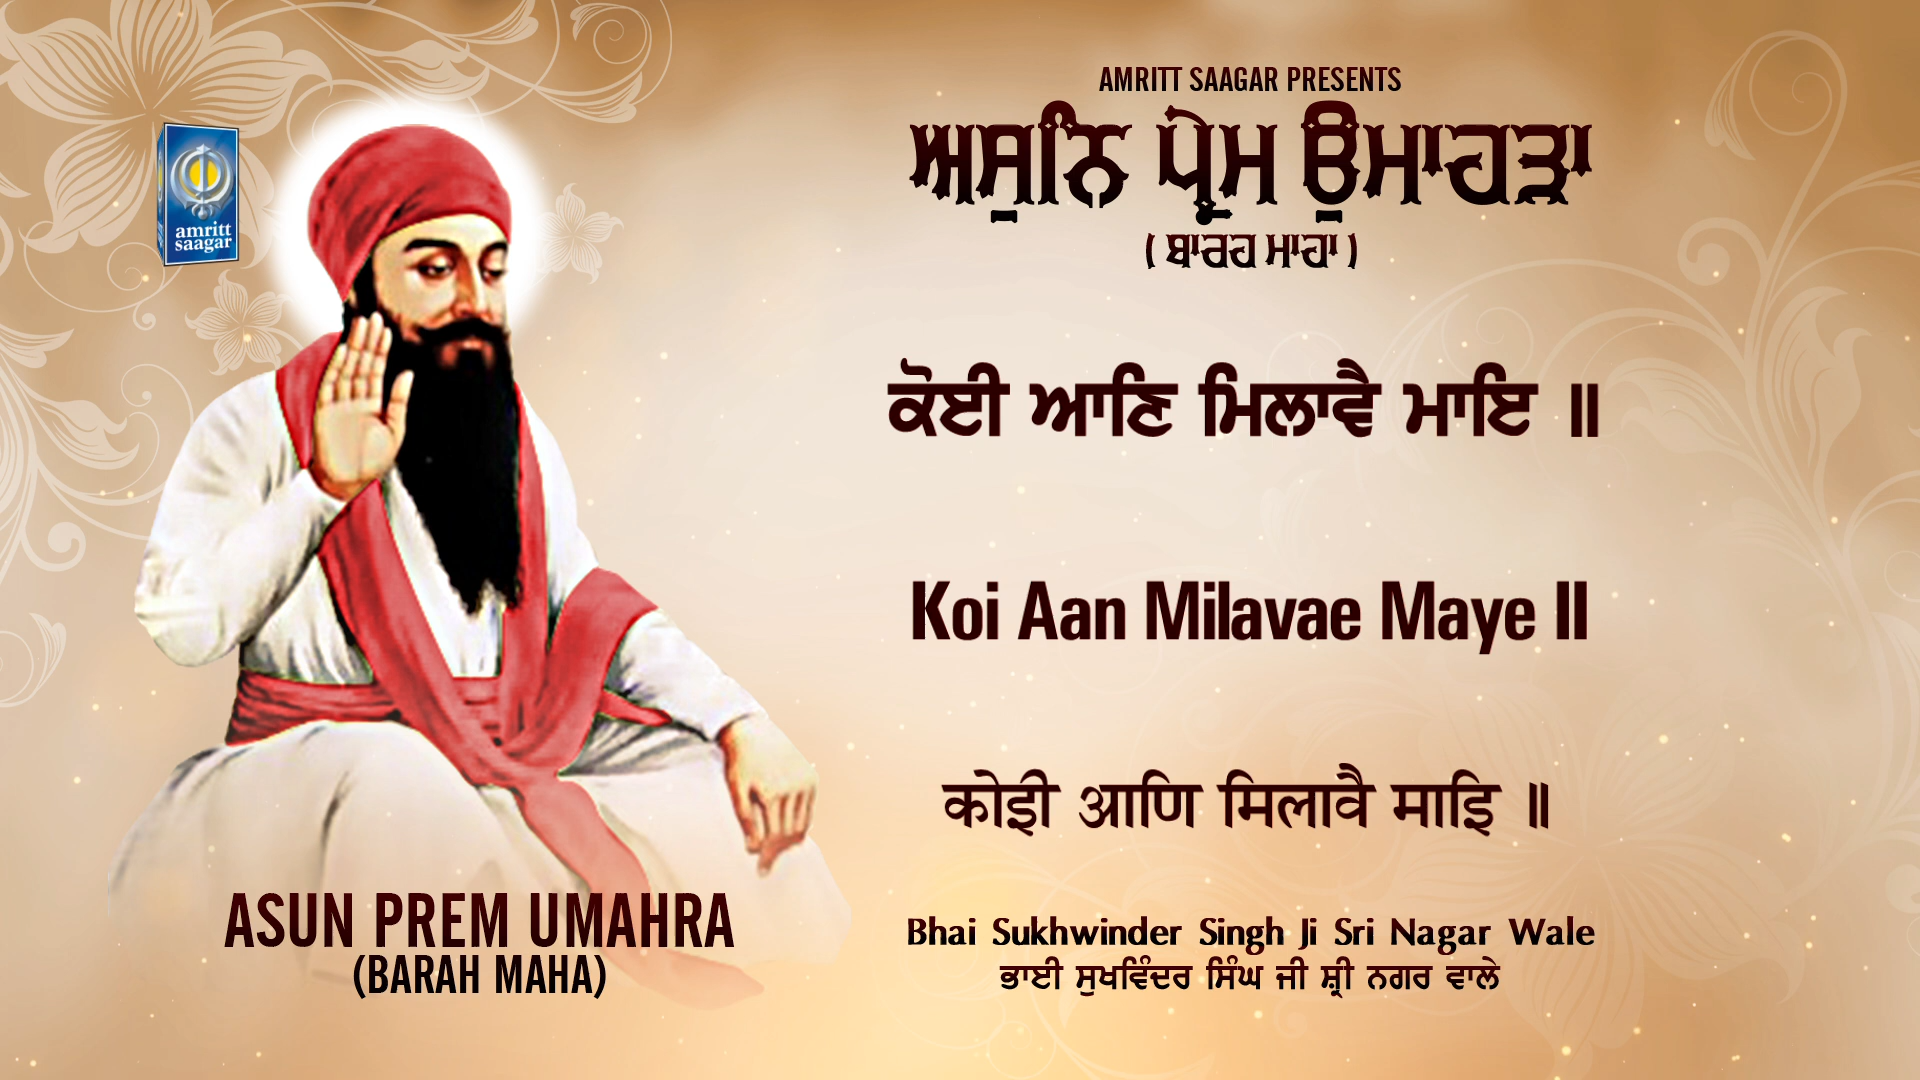 AMRITT SAAGAR PRESENTS
ਅਸੁਨਿ ਪ੍ਰੇਮ ਉਮਾਹੜਾ
( ਬਾਰਹ ਮਾਹਾ )
amritt
saagar
ਕੋਈ ਆਣਿ ਮਿਲਾਵੈ ਮਾਇ ॥
Koi Aan Milavae Maye II
कोइी आणि मिलावै माइि ॥
ASUN PREM UMAHRA
(BARAH MAHA)
Bhai Sukhwinder Singh Ji Sri Nagar Wale
ਭਾਈ ਸੁਖਵਿੰਦਰ ਸਿੰਘ ਜੀ ਸ਼੍ਰੀ ਨਗਰ ਵਾਲੇ